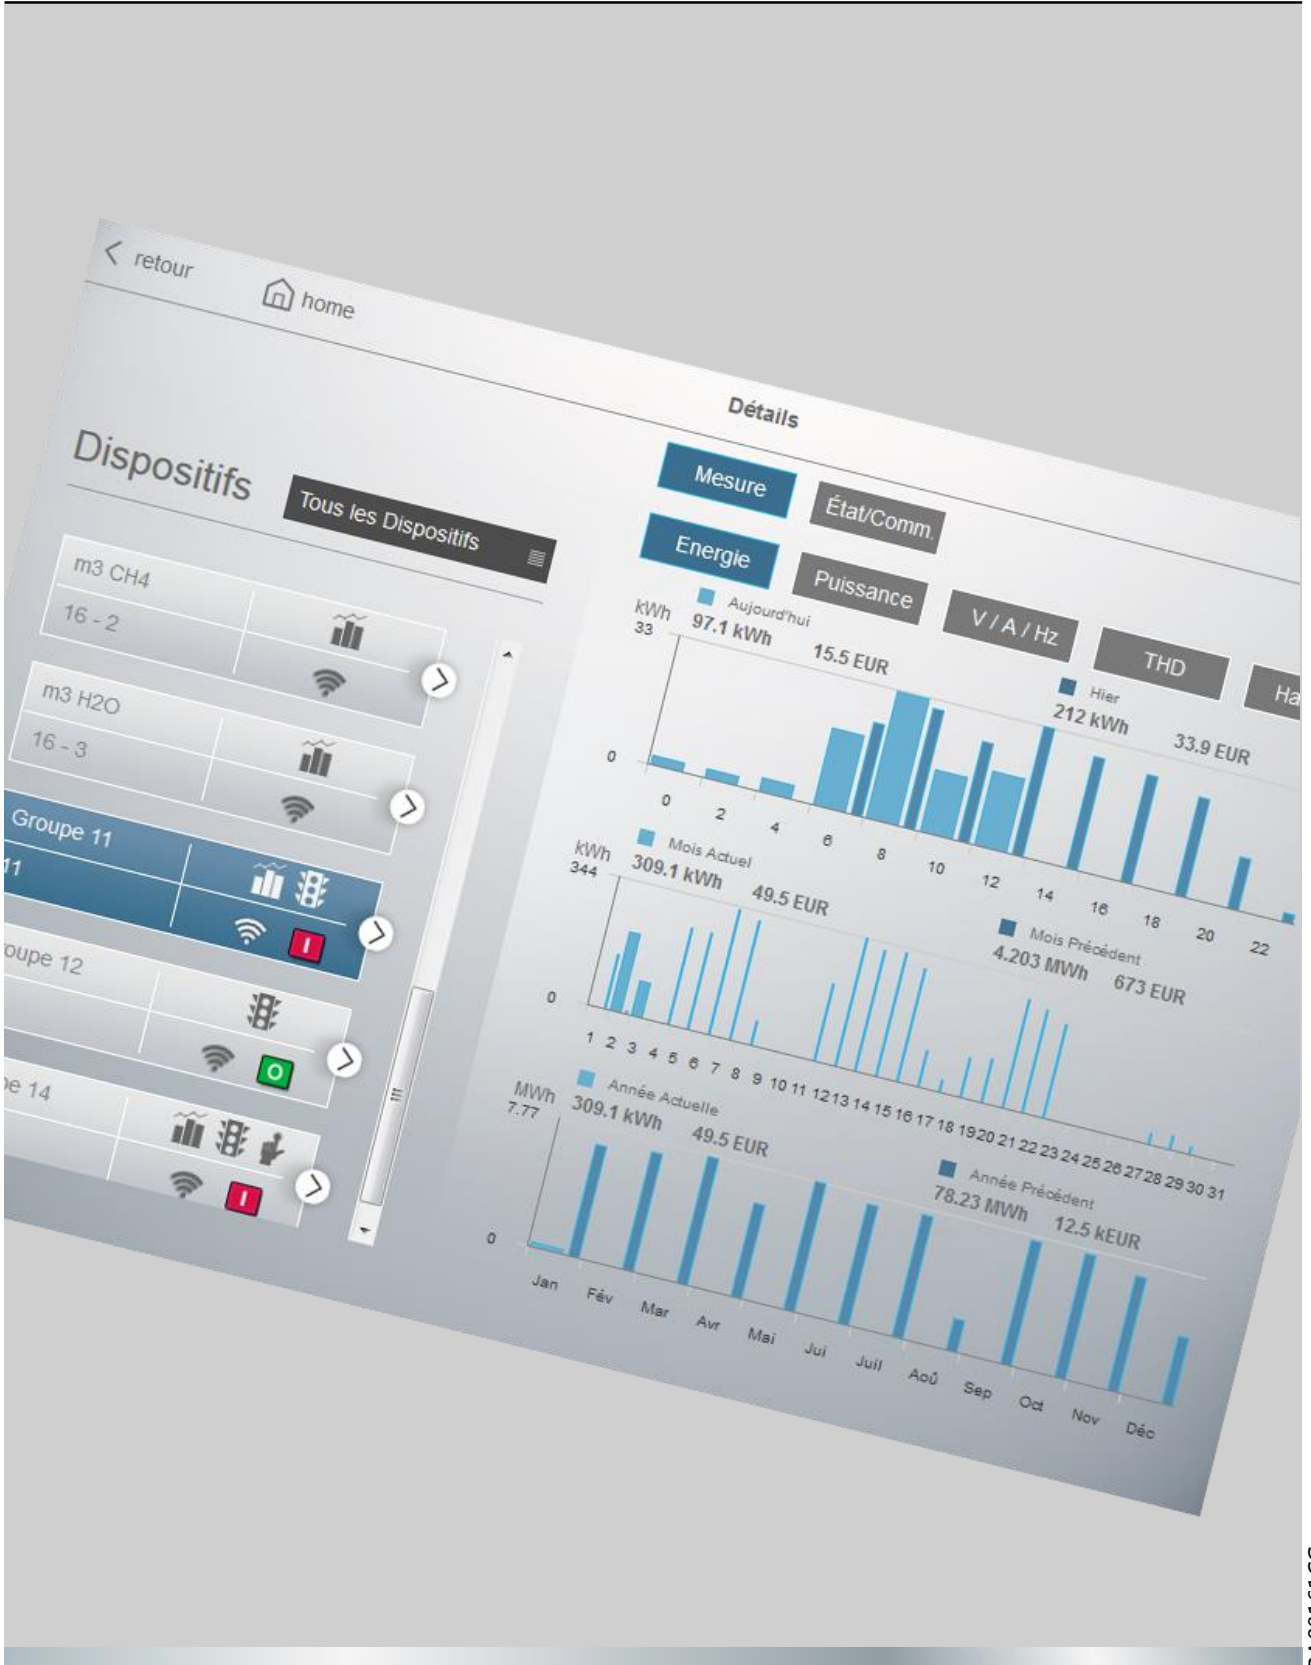 retour
home
Détails
Dispositifs
Tous les Dispositifs
m3 CH4
16 - 2
m3 H2O
16 - 3
Groupe 11
11
oupe 12
O
pe 14
I
I
Mesure
État/Comm.
Energie
Puissance
V / A / Hz
THD
Ha
kWh
33
Aujourd'hui
97.1 kWh 15.5 EUR
Hier
212 kWh 33.9 EUR
0
0 2 4 6 8 10 12 14 16 18 20 22
kWh
344
Mois Actuel
309.1 kWh 49.5 EUR
Mois Précédent
4.203 MWh 673 EUR
0
1 2 3 4 5 6 7 8 9 10 11 12 13 14 15 16 17 18 19 20 21 22 23 24 25 26 27 28 29 30 31
MWh
7.77
Année Actuelle
309.1 kWh 49.5 EUR
Année Précédent
78.23 MWh 12.5 kEUR
0
Jan Fév Mar Avr Mai Jui Juil Aoû Sep Oct Nov Déc